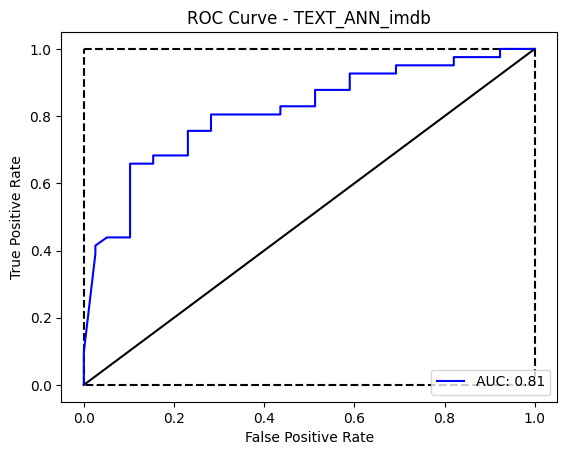 ROC Curve - TEXT_ANN_imdb
True Positive Rate
1.0
0.8
0.6
0.4
0.2
0.0
AUC: 0.81
0.0 0.2 0.4 0.6 0.8 1.0
False Positive Rate